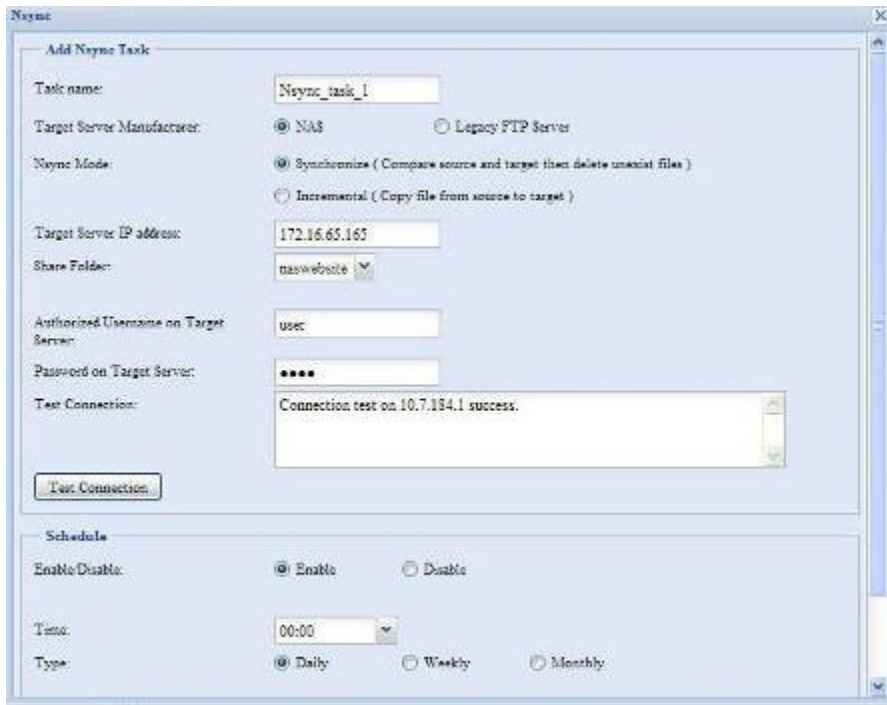 Nsync
Add Nsync Task
Task name: Nsync_task_1
Target Server Manufacturer: NAS Legacy FTP Server
Nsync Mode: Synchronize ( Compare source and target then delete unexist files )
Incremental ( Copy file from source to target )
Target Server IP address: 172.16.65.165
Share Folder: naswebsite
Authorized Username on Target
Server: user
Password on Target Server: ●●●●
Test Connection: Connection test on 10.7.184.1 success.
Test Connection
Schedule
Enable/Disable: Enable Disable
Time: 00:00
Type: Daily Weekly Monthly